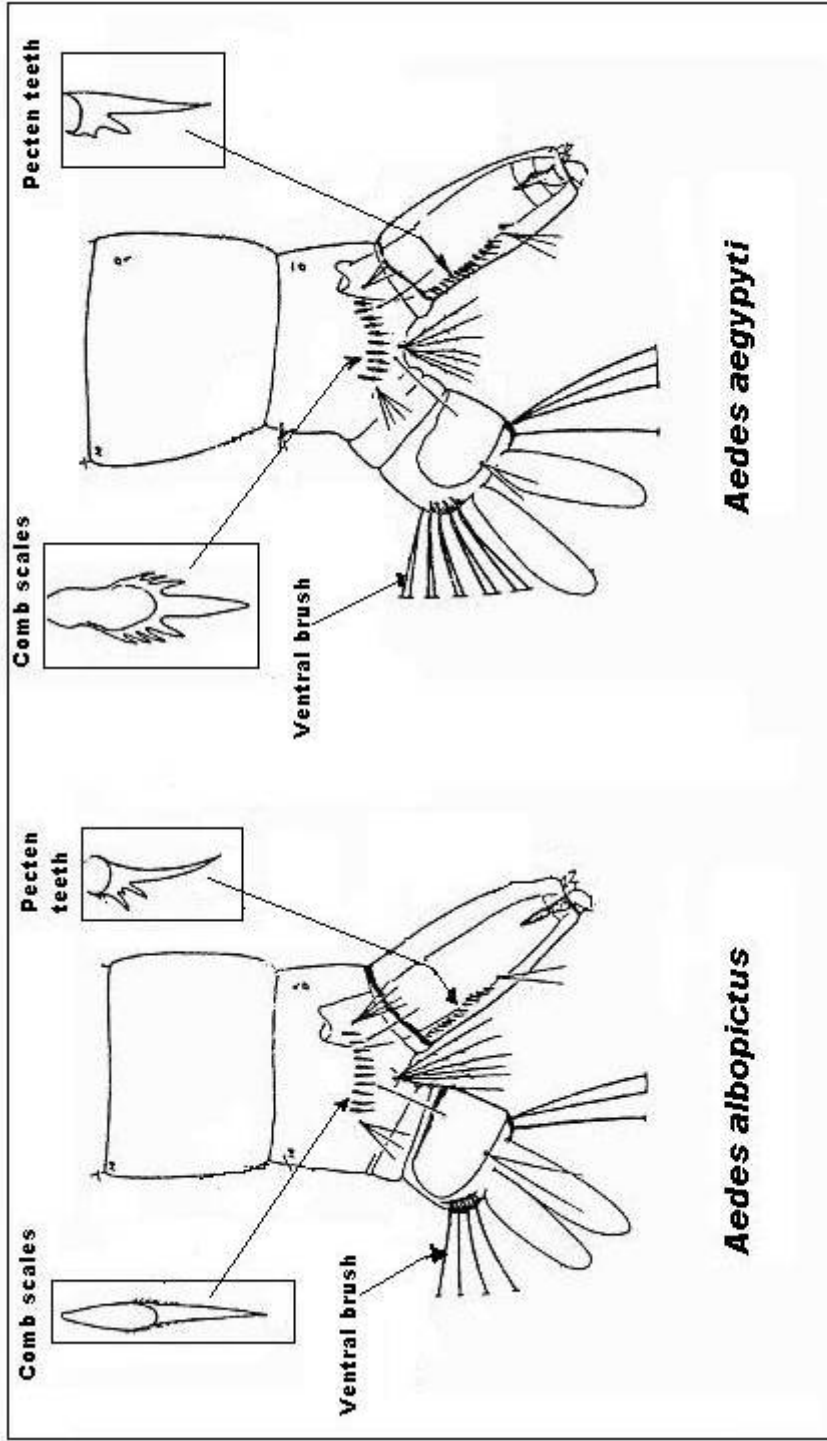 Comb scales
Pecten
teeth
Ventral brush
Aedes albopictus
Comb scales
Pecten teeth
Ventral brush
Aedes aegypyti